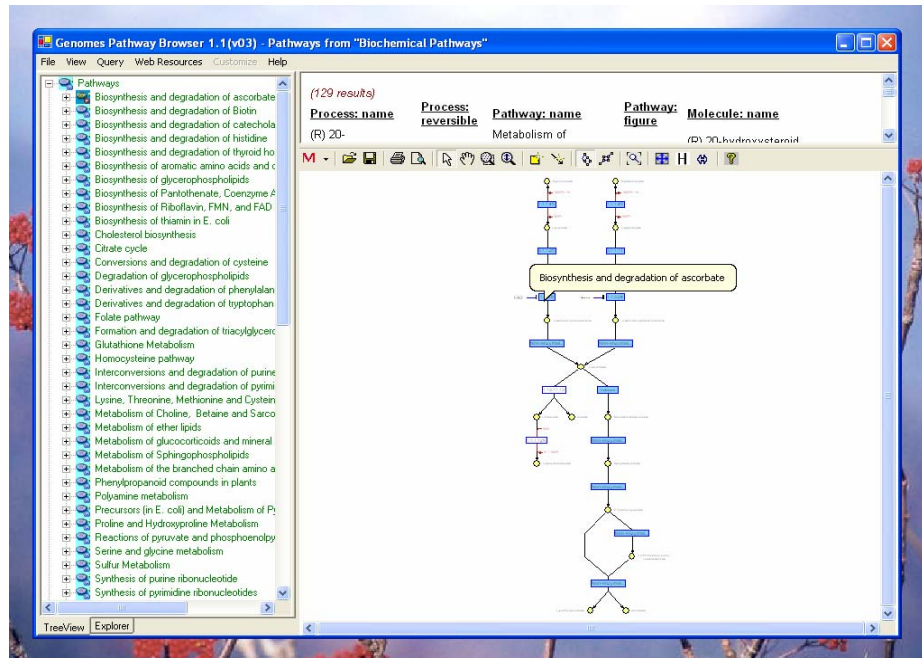 Genomes Pathway Browser 1.1(v03) - Pathways from "Biochemical Pathways"
File View Query Web Resources Customize Help
Pathways
Biosynthesis and degradation of ascorbate
Biosynthesis and degradation of Biotin
Biosynthesis and degradation of catechola
Biosynthesis and degradation of histidine
Biosynthesis and degradation of thyroid ho
Biosynthesis of aromatic amino acids and c
Biosynthesis of glycerophospholipids
Biosynthesis of Pantothenate, Coenzyme A
Biosynthesis of Riboflavin, FMN, and FAD
Biosynthesis of thiamin in E. coli
Cholesterol biosynthesis
Citrate cycle
Conversions and degradation of cysteine
Degradation of glycerophospholipids
Derivatives and degradation of phenylalan
Derivatives and degradation of tryptophan
Folate pathway
Formation and degradation of triacylglycerc
Glutathione Metabolism
Homocysteine pathway
Interconversions and degradation of purine
Interconversions and degradation of pyrimi
Lysine, Threonine, Methionine and Cystein
Metabolism of Choline, Betaine and Sarco
Metabolism of ether lipids
Metabolism of glucocorticoids and mineral
Metabolism of Sphingophospholipids
Metabolism of the branched chain amino a
Phenylpropanoid compounds in plants
Polyamine metabolism
Precursors (in E. coli) and Metabolism of Py
Proline and Hydroxyproline Metabolism
Reactions of pyruvate and phosphoenolpy
Serine and glycine metabolism
Sulfur Metabolism
Synthesis of purine ribonucleotide
Synthesis of pyrimidine ribonucleotides
TreeView Explorer
(129 results)
Process: name Process: reversible Pathway: name Pathway: figure Molecule: name
(R) 20- Metabolism of (R) 20-hydroxysteroid
M H ?
Biosynthesis and degradation of ascorbate